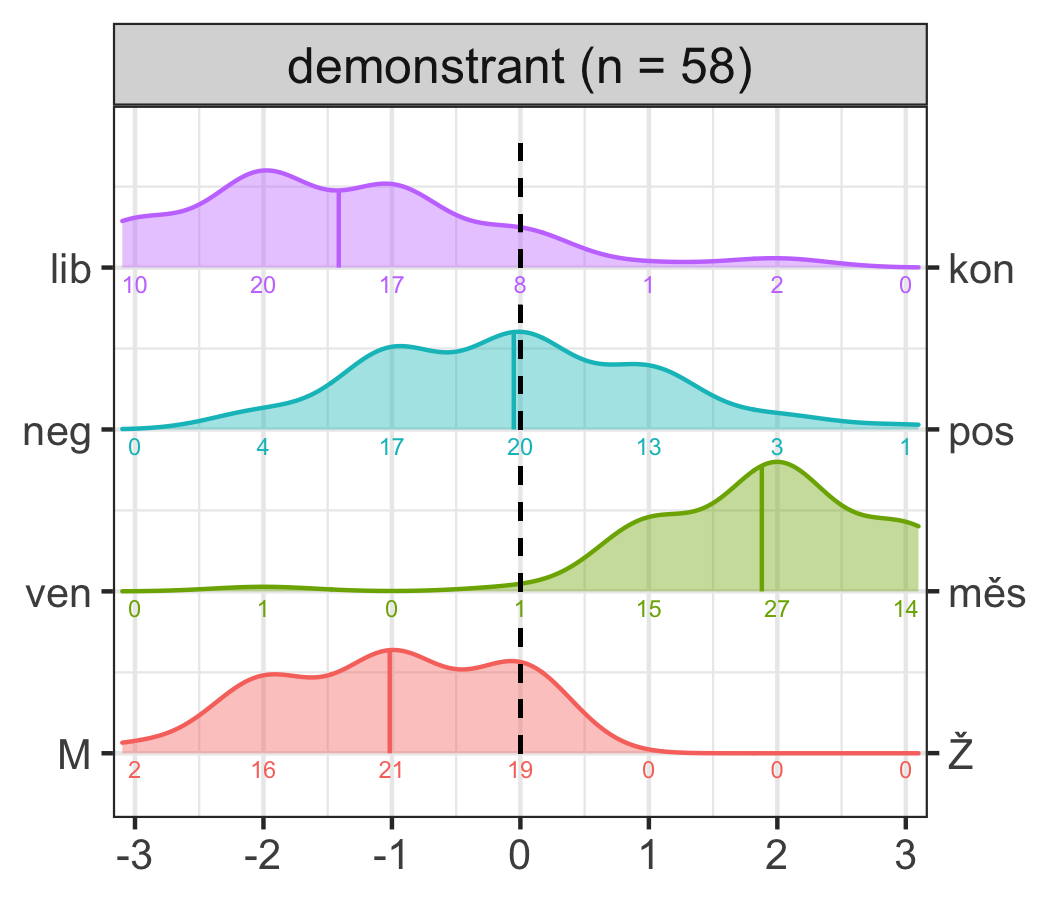 demonstrant (n = 58)
lib kon
10 20 17 8 1 2 0
neg pos
0 4 17 20 13 3 1
ven měs
0 1 0 1 15 27 14
M Ž
2 16 21 19 0 0 0
-3 -2 -1 0 1 2 3